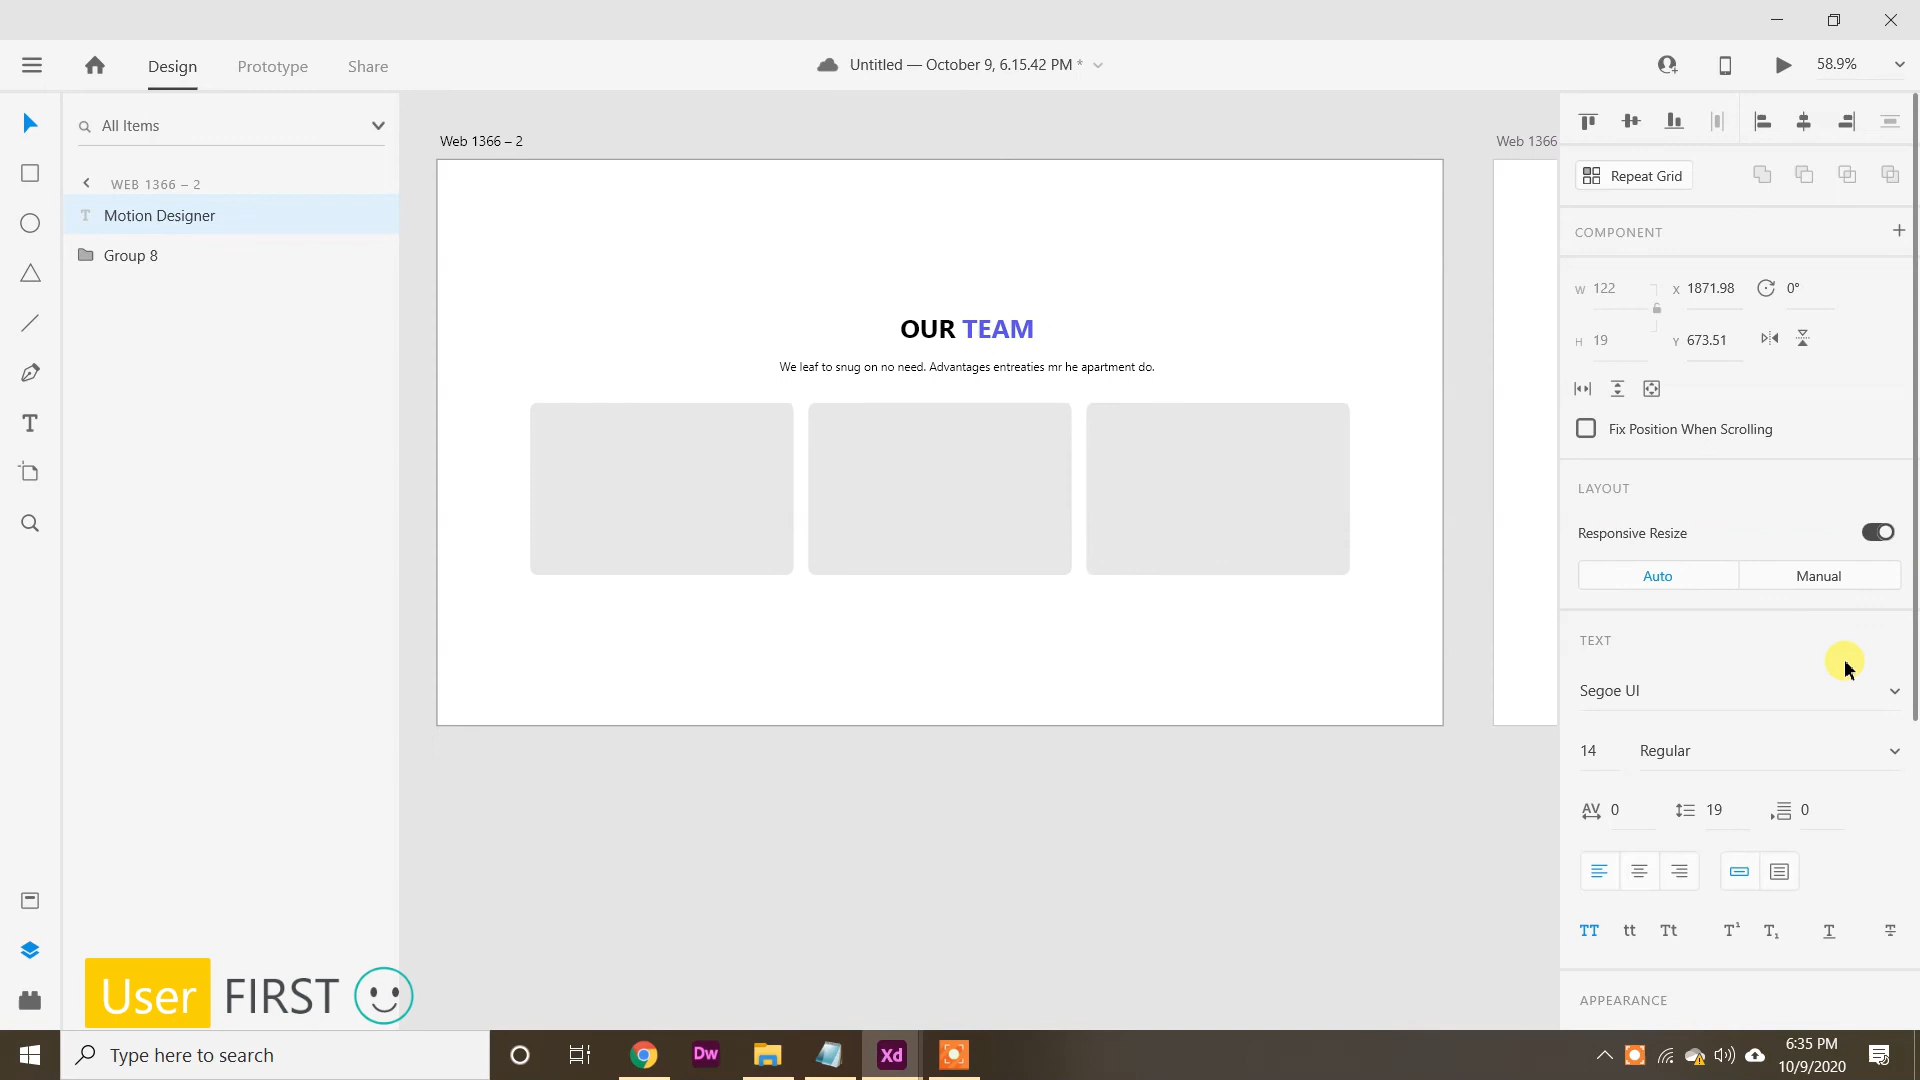 Design
Prototype
Share
Untitled — October 9, 6.15.42 PM *
58.9%
All Items
WEB 1366 – 2
T Motion Designer
Group 8
Web 1366 – 2
Web 1366
OUR TEAM
We leaf to snug on no need. Advantages entreaties mr he apartment do.
Repeat Grid
COMPONENT
W 122
X 1871.98
0°
H 19
Y 673.51
Fix Position When Scrolling
LAYOUT
Responsive Resize
Auto
Manual
TEXT
Segoe UI
14
Regular
AV 0
19
0
TT tt Tt T¹ T₁ T T
APPEARANCE
User FIRST
Type here to search
Dw
Xd
6:35 PM
10/9/2020